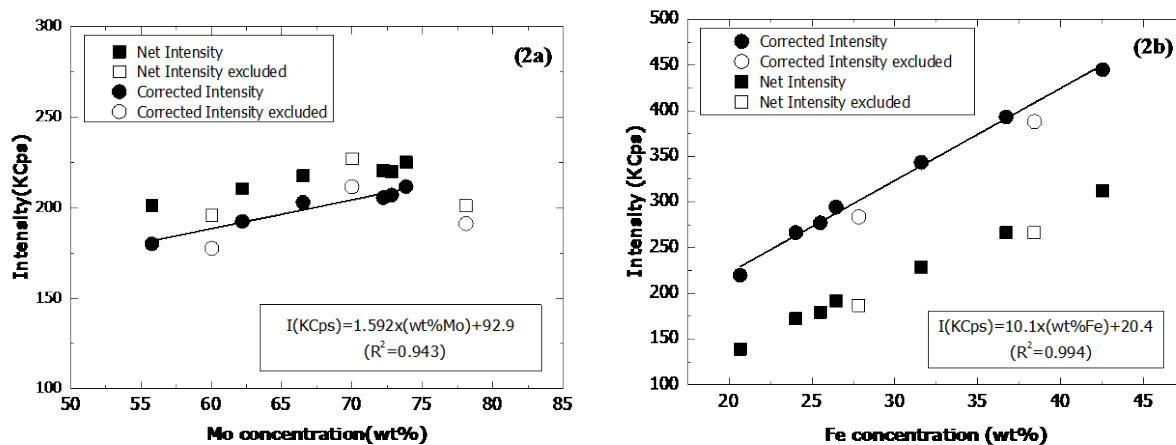 300
250
200
150
100
Intensity(KCps)
Net Intensity
Net Intensity excluded
Corrected Intensity
Corrected Intensity excluded
(2a)
I(KCps)=1.592x(wt%Mo)+92.9
(R²=0.943)
50 55 60 65 70 75 80 85
Mo concentration(wt%)
500
450
400
350
300
250
200
150
100
Intensity (KCps)
Corrected Intensity
Corrected Intensity excluded
Net Intensity
Net Intensity excluded
(2b)
I(KCps)=10.1x(wt%Fe)+20.4
(R²=0.994)
20 25 30 35 40 45
Fe concentration (wt%)